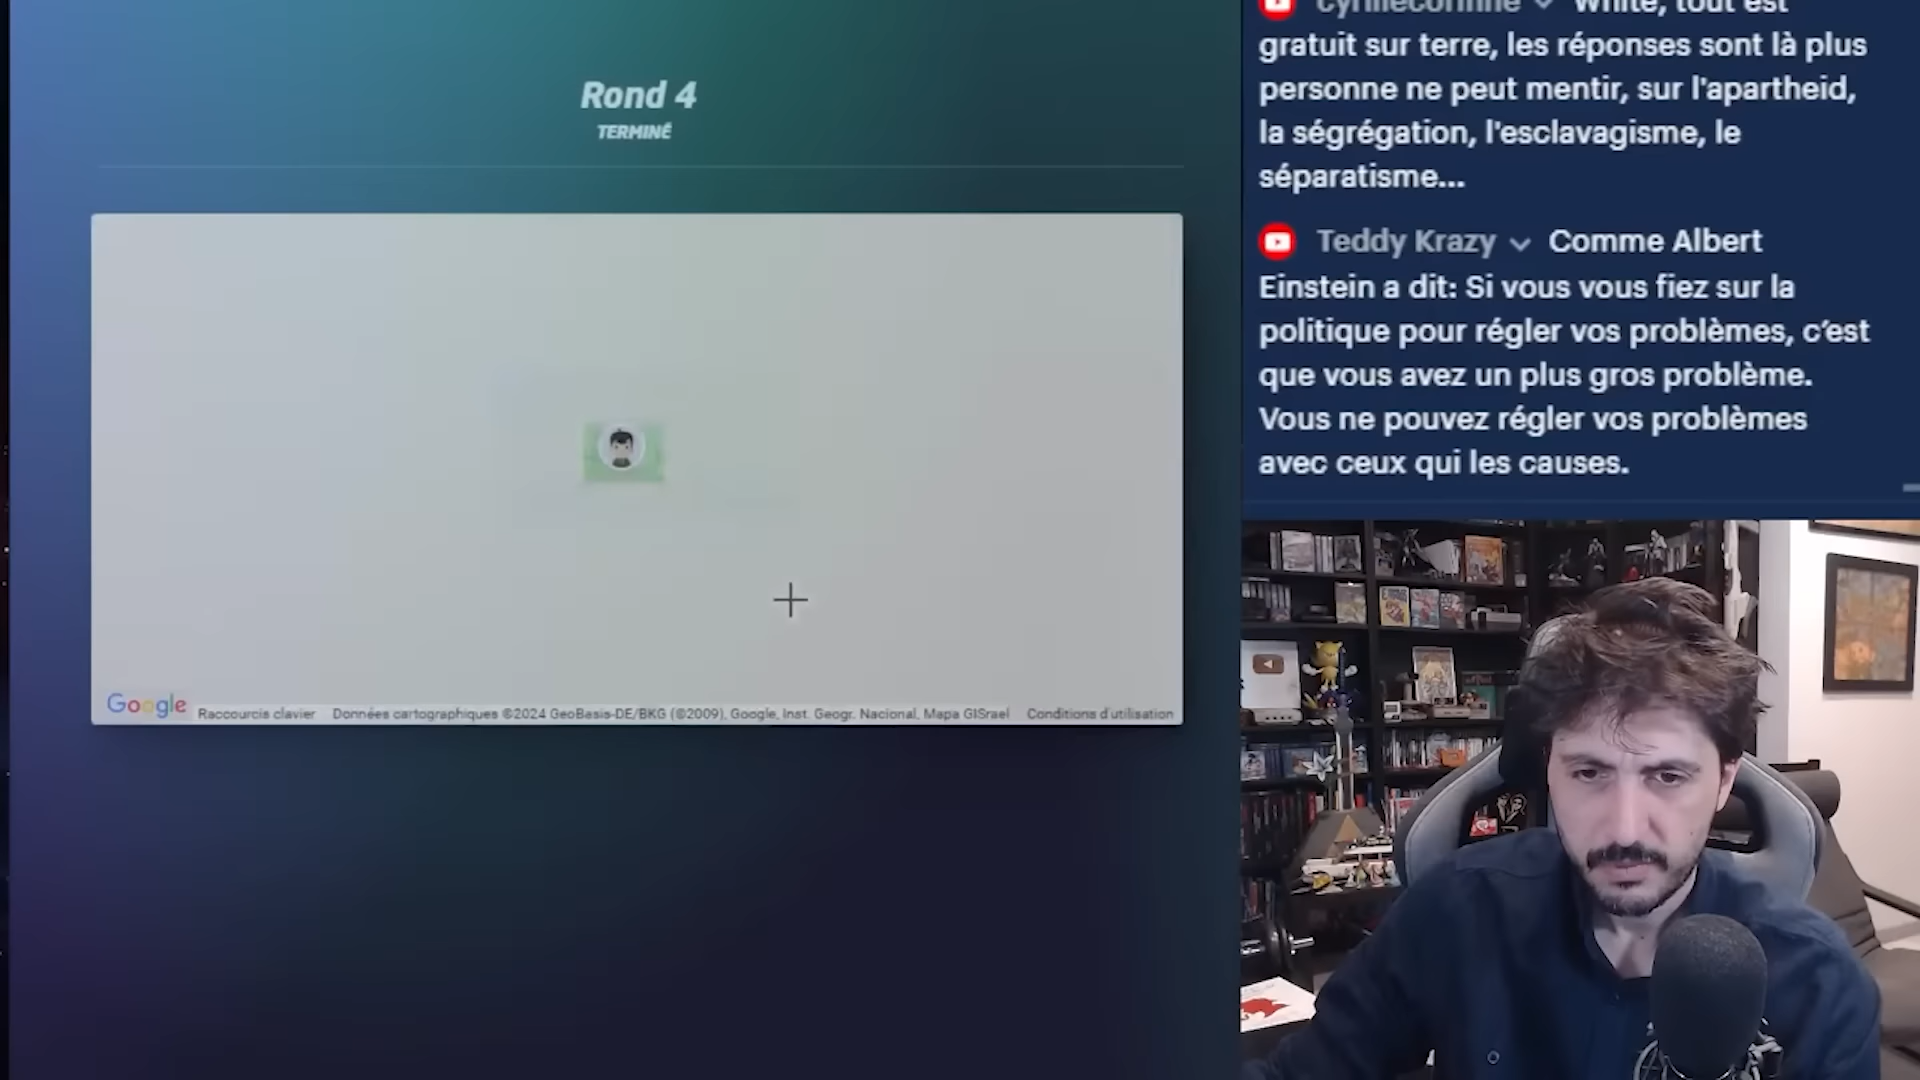 Rond 4
TERMINÉ
Google
Raccourcis clavier
Données cartographiques ©2024 GeoBasis-DE/BKG (©2009), Google, Inst. Geogr. Nacional, Mapa GISrael
Conditions d'utilisation
cyrillecorinne White, tout est
gratuit sur terre, les réponses sont là plus
personne ne peut mentir, sur l'apartheid,
la ségrégation, l'esclavagisme, le
séparatisme...
Teddy Krazy Comme Albert
Einstein a dit: Si vous vous fiez sur la
politique pour régler vos problèmes, c’est
que vous avez un plus gros problème.
Vous ne pouvez régler vos problèmes
avec ceux qui les causes.